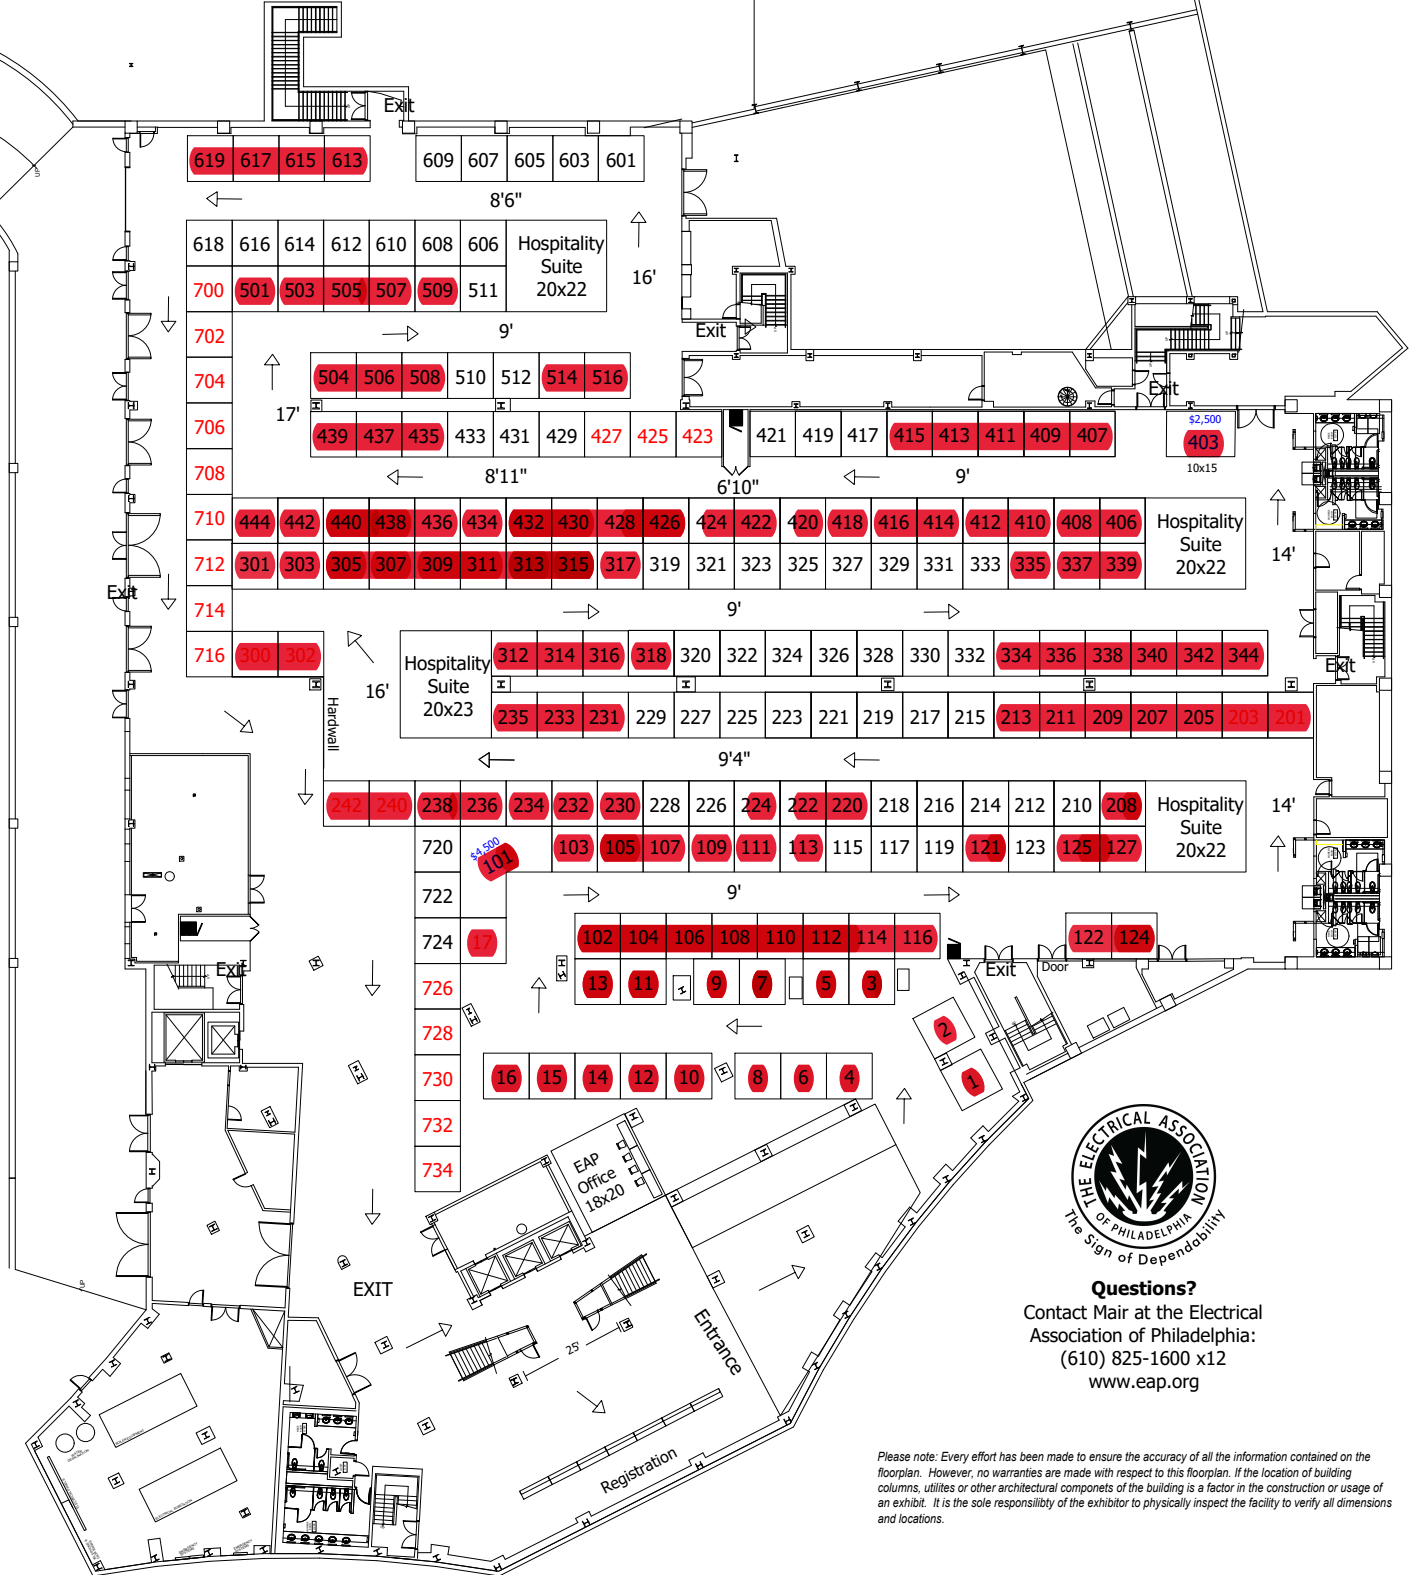 Exit
619 617 615 613 609 607 605 603 601
8'6"
618 616 614 612 610 608 606
Hospitality
Suite
20x22
16'
700 501 503 505 507 509 511
702
9'
Exit
704 504 506 508 510 512 514 516
Exit
17'
706 439 437 435 433 431 429 427 425 423 421 419 417 415 413 411 409 407
$2,500
403
10x15
708
8'11"
6'10"
9'
710 444 442 440 438 436 434 432 430 428 426 424 422 420 418 416 414 412 410 408 406
Hospitality
Suite
20x22
14'
712 301 303 305 307 309 311 313 315 317 319 321 323 325 327 329 331 333 335 337 339
Exit
714
9'
716 300 302
Hospitality
Suite
20x23
312 314 316 318 320 322 324 326 328 330 332 334 336 338 340 342 344
Exit
16'
Hardwall
235 233 231 229 227 225 223 221 219 217 215 213 211 209 207 205 203 201
9'4"
242 240 238 236 234 232 230 228 226 224 222 220 218 216 214 212 210 208
Hospitality
Suite
20x22
14'
720
$4,500
101
103 105 107 109 111 113 115 117 119 121 123 125 127
722
9'
724 17
102 104 106 108 110 112 114 116
122 124
Exit
Exit
Door
726
13 11 9 7 5 3
728
2
730
16 15 14 12 10 8 6 4
1
732
734
EAP
Office
18x20
UP
UP
EXIT
25'
Entrance
Registration
THE ELECTRICAL ASSOCIATION
OF PHILADELPHIA
The Sign of Dependability
Questions?
Contact Mair at the Electrical
Association of Philadelphia:
(610) 825-1600 x12
www.eap.org
Please note: Every effort has been made to ensure the accuracy of all the information contained on the
floorplan. However, no warranties are made with respect to this floorplan. If the location of building
columns, utilites or other architectural componets of the building is a factor in the construction or usage of
an exhibit. It is the sole responsilibty of the exhibitor to physically inspect the facility to verify all dimensions
and locations.